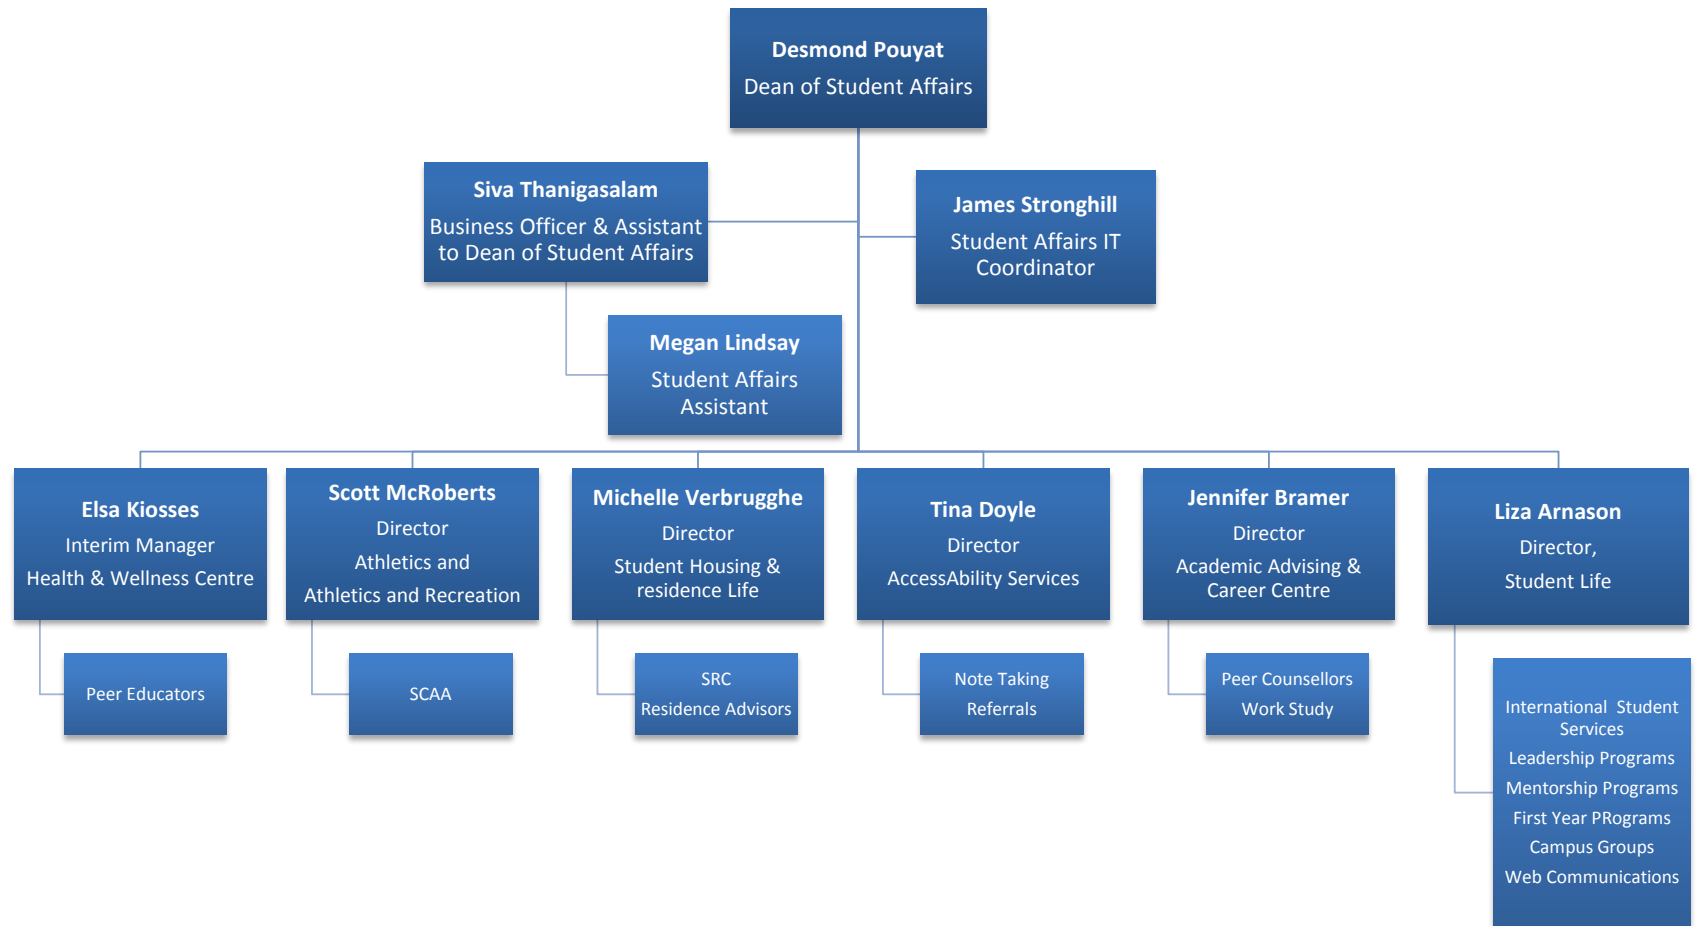 Desmond Pouyat
Dean of Student Affairs
Siva Thanigasalam
Business Officer & Assistant
to Dean of Student Affairs
James Stronghill
Student Affairs IT
Coordinator
Megan Lindsay
Student Affairs
Assistant
Elsa Kiosses
Interim Manager
Health & Wellness Centre
Scott McRoberts
Director
Athletics and
Athletics and Recreation
Michelle Verbrugghe
Director
Student Housing &
residence Life
Tina Doyle
Director
AccessAbility Services
Jennifer Bramer
Director
Academic Advising &
Career Centre
Liza Arnason
Director,
Student Life
Peer Educators
SCAA
SRC
Residence Advisors
Note Taking
Referrals
Peer Counsellors
Work Study
International Student
Services
Leadership Programs
Mentorship Programs
First Year PRograms
Campus Groups
Web Communications